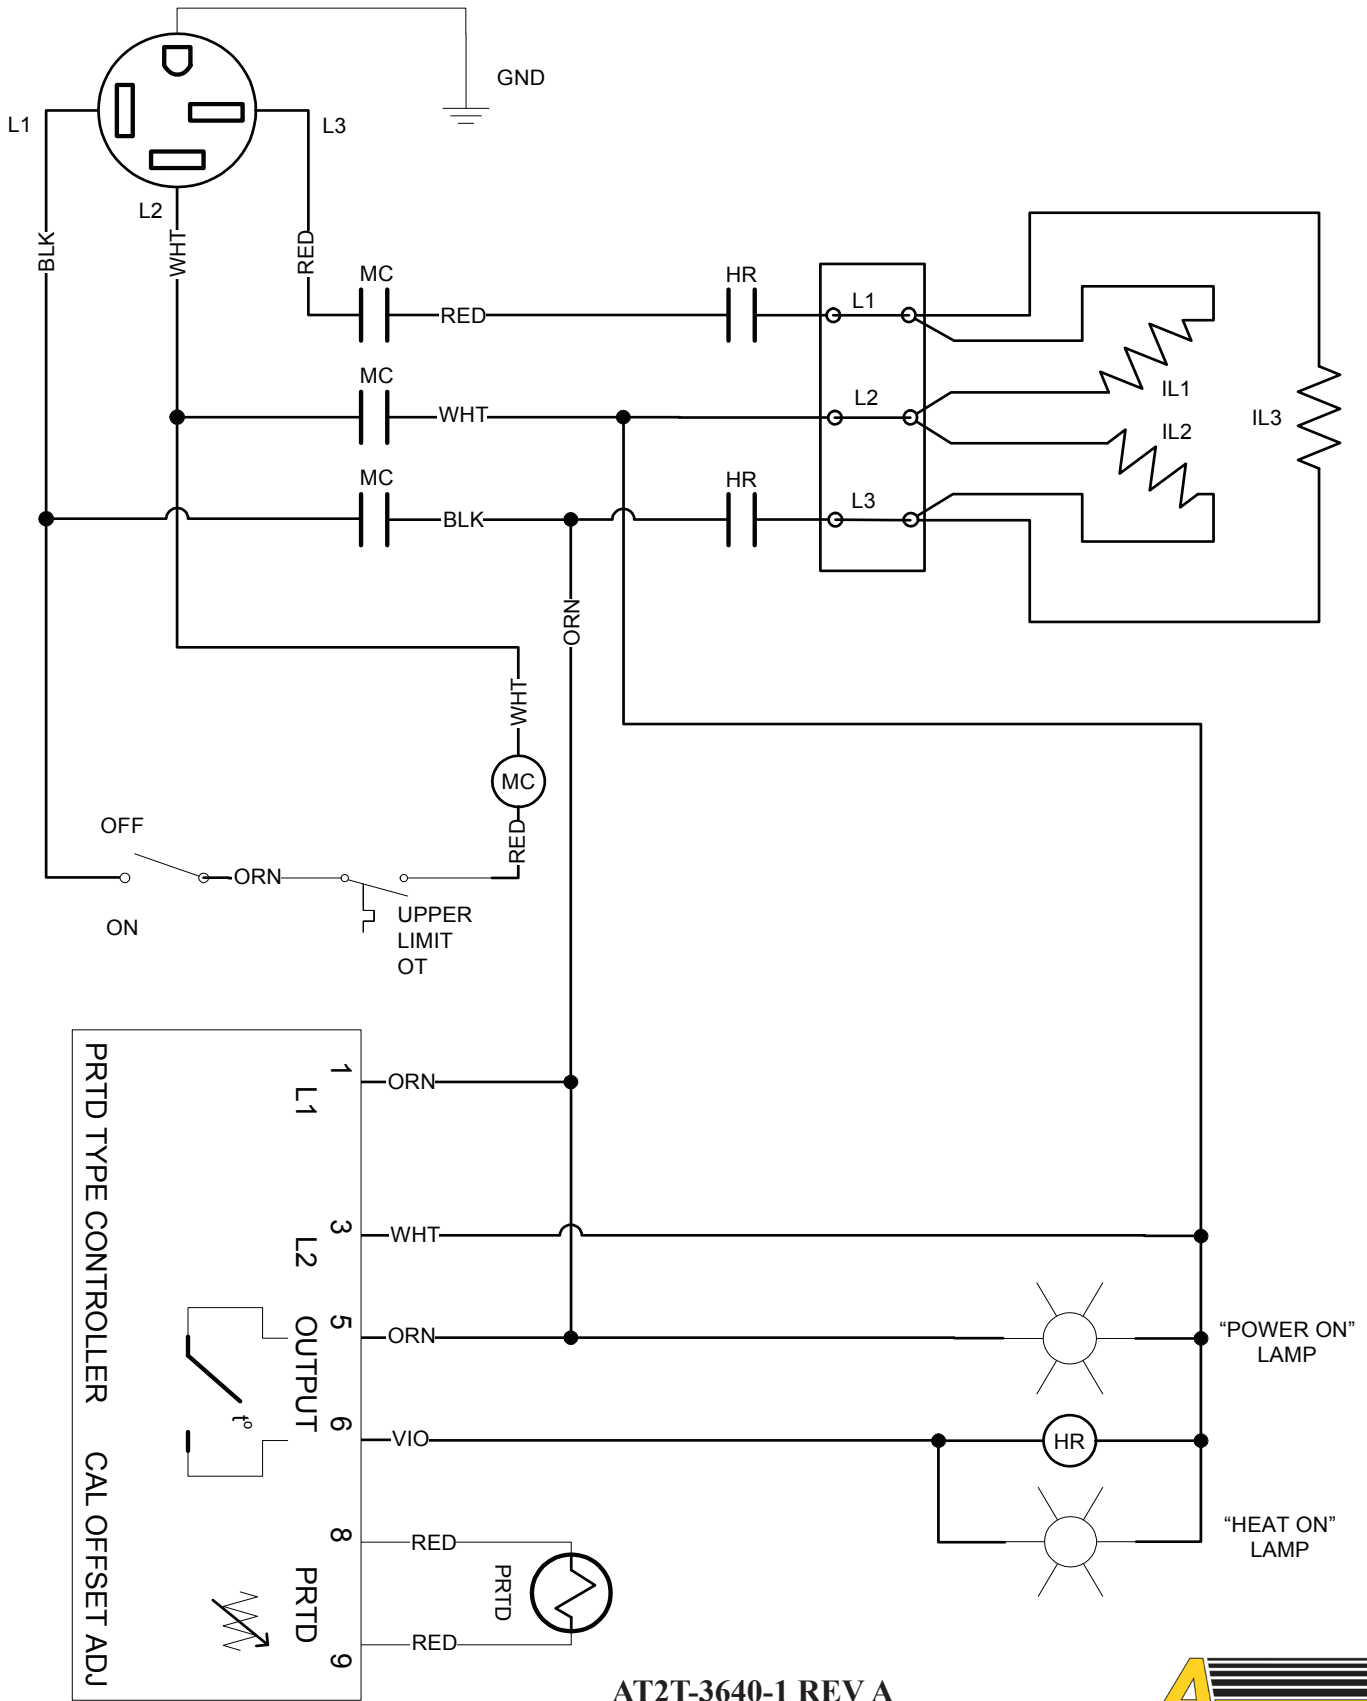 GND
L1
L3
L2
BLK
WHT
RED
MC
RED
HR
L1
MC
WHT
L2
IL1
IL2
IL3
MC
BLK
HR
L3
ORN
WHT
MC
RED
OFF
ORN
ON
UPPER
LIMIT
OT
PRTD TYPE CONTROLLER CAL OFFSET ADJ
1
L1
ORN
3
L2
WHT
5
OUTPUT
ORN
"POWER ON"
LAMP
t°
6
VIO
HR
"HEAT ON"
LAMP
8
RED
PRTD
PRTD
9
RED
AT2T-3640-1 REV A